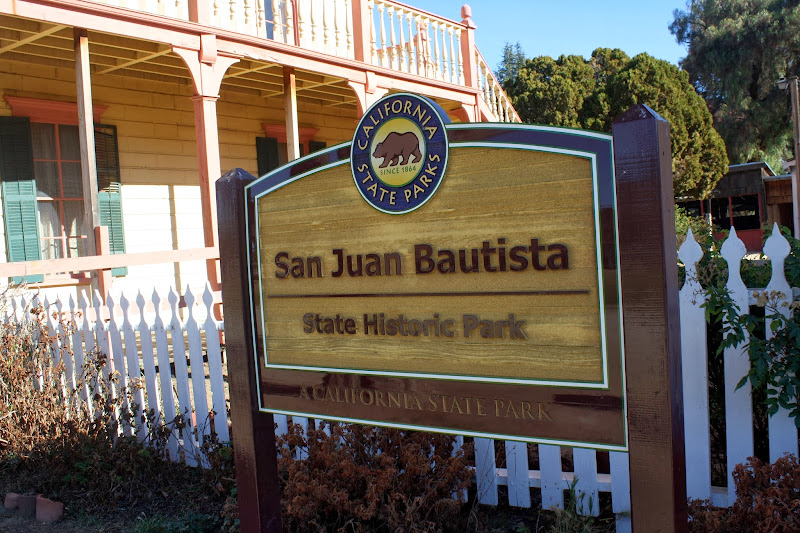 CALIFORNIA
SINCE 1864
STATE PARKS
San Juan Bautista
State Historic Park
A CALIFORNIA STATE PARK